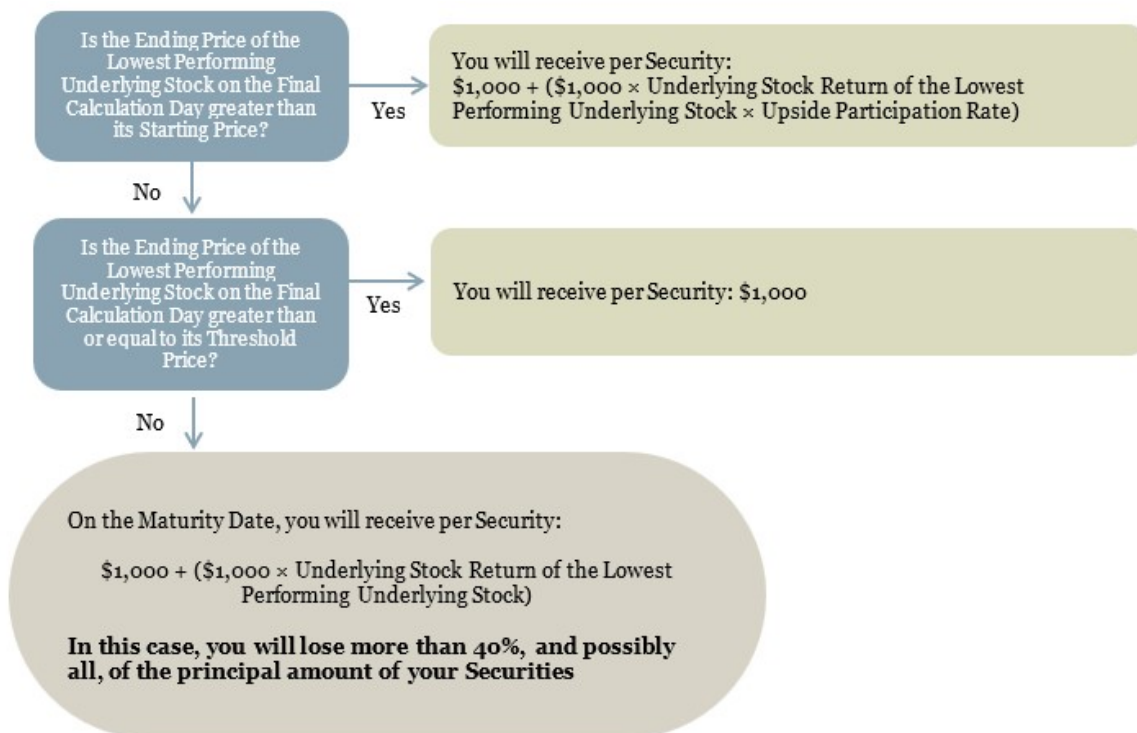 Is the Ending Price of the
Lowest Performing
Underlying Stock on the Final
Calculation Day greater than
its Starting Price?
Yes
You will receive per Security:
$1,000 + ($1,000 × Underlying Stock Return of the Lowest
Performing Underlying Stock × Upside Participation Rate)
No
Is the Ending Price of the
Lowest Performing
Underlying Stock on the Final
Calculation Day greater than
or equal to its Threshold
Price?
Yes
You will receive per Security: $1,000
No
On the Maturity Date, you will receive per Security:
$1,000 + ($1,000 × Underlying Stock Return of the Lowest
Performing Underlying Stock)
In this case, you will lose more than 40%, and possibly
all, of the principal amount of your Securities